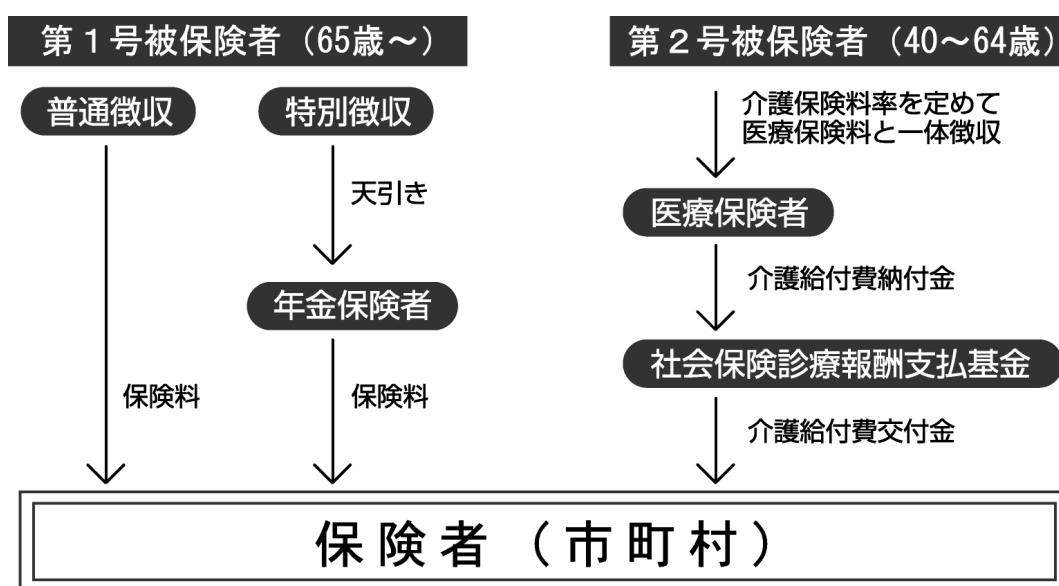 第１号被保険者（65歳～）
普通徴収
特別徴収
天引き
年金保険者
保険料
保険料
第２号被保険者（40～64歳）
介護保険料率を定めて
医療保険料と一体徴収
医療保険者
介護給付費納付金
社会保険診療報酬支払基金
介護給付費交付金
保険者（市町村）